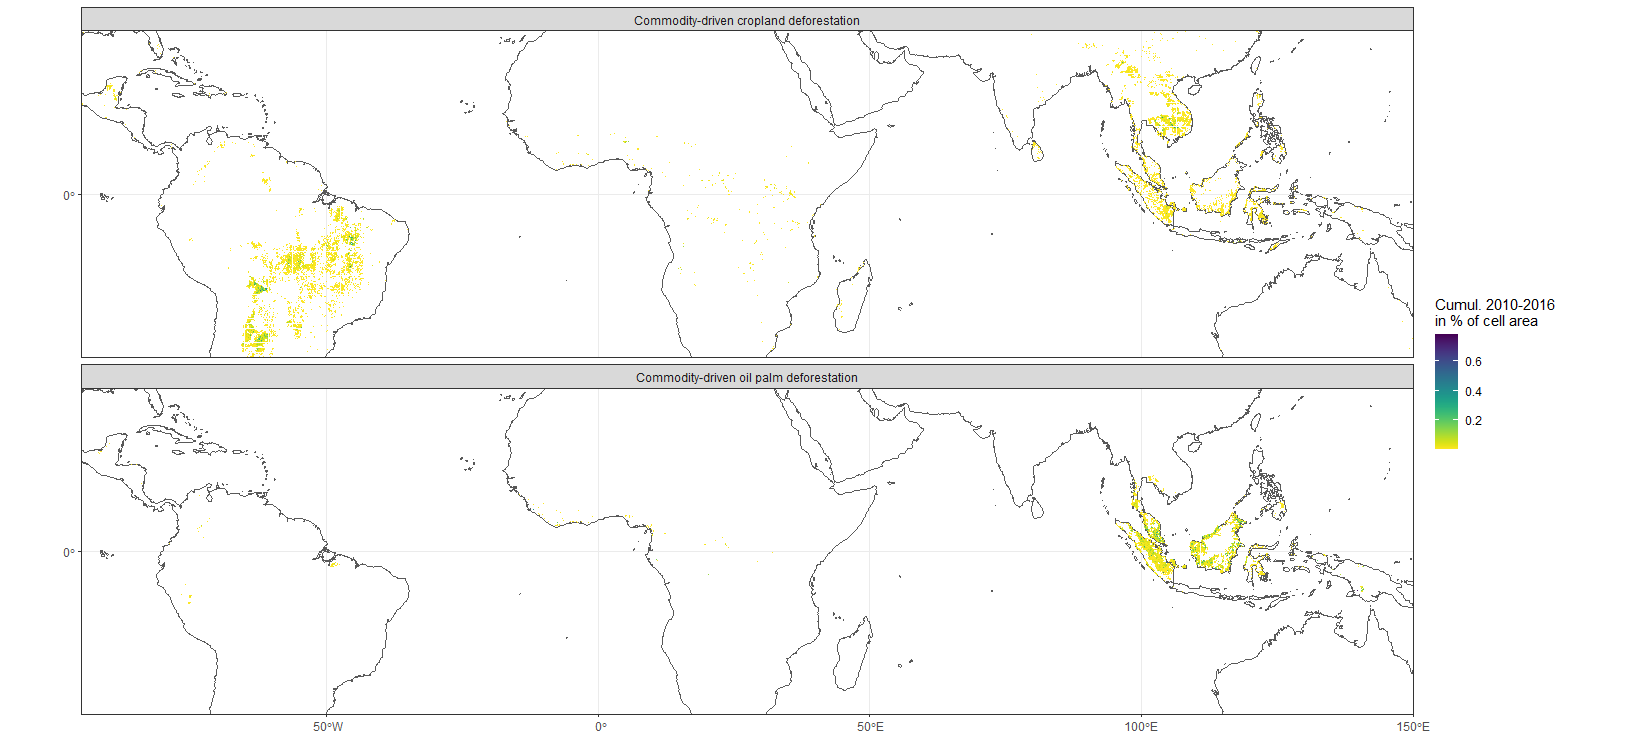 Commodity-driven cropland deforestation
0°
Commodity-driven oil palm deforestation
0°
50°W
0°
50°E
100°E
150°E
Cumul. 2010-2016
in % of cell area
0.6
0.4
0.2